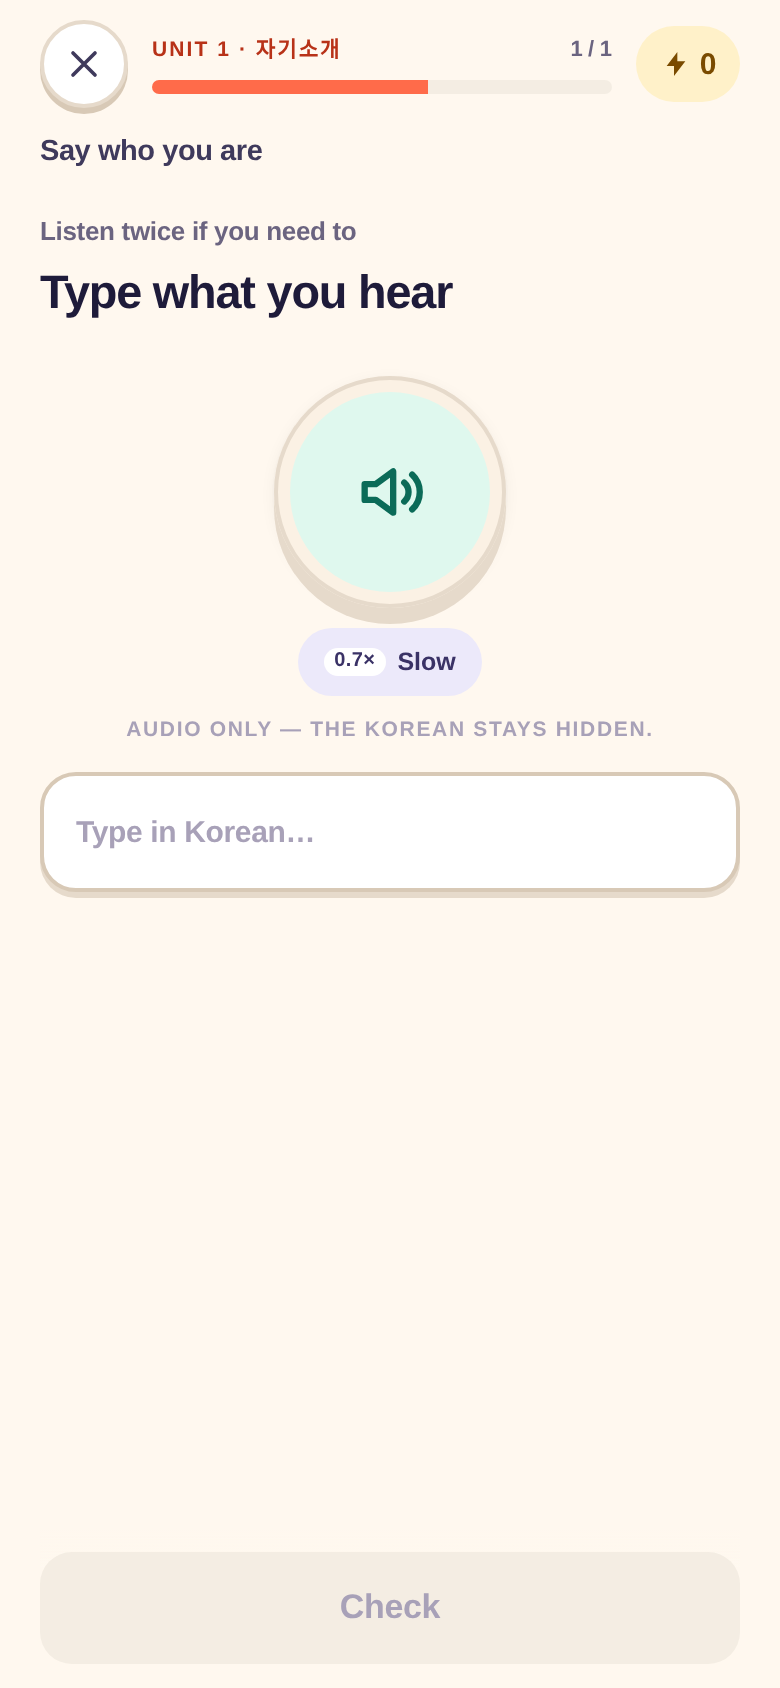 UNIT 1 · 자기소개
1 / 1
0
Say who you are
Listen twice if you need to
Type what you hear
0.7×
Slow
AUDIO ONLY — THE KOREAN STAYS HIDDEN.
Type in Korean…
Check